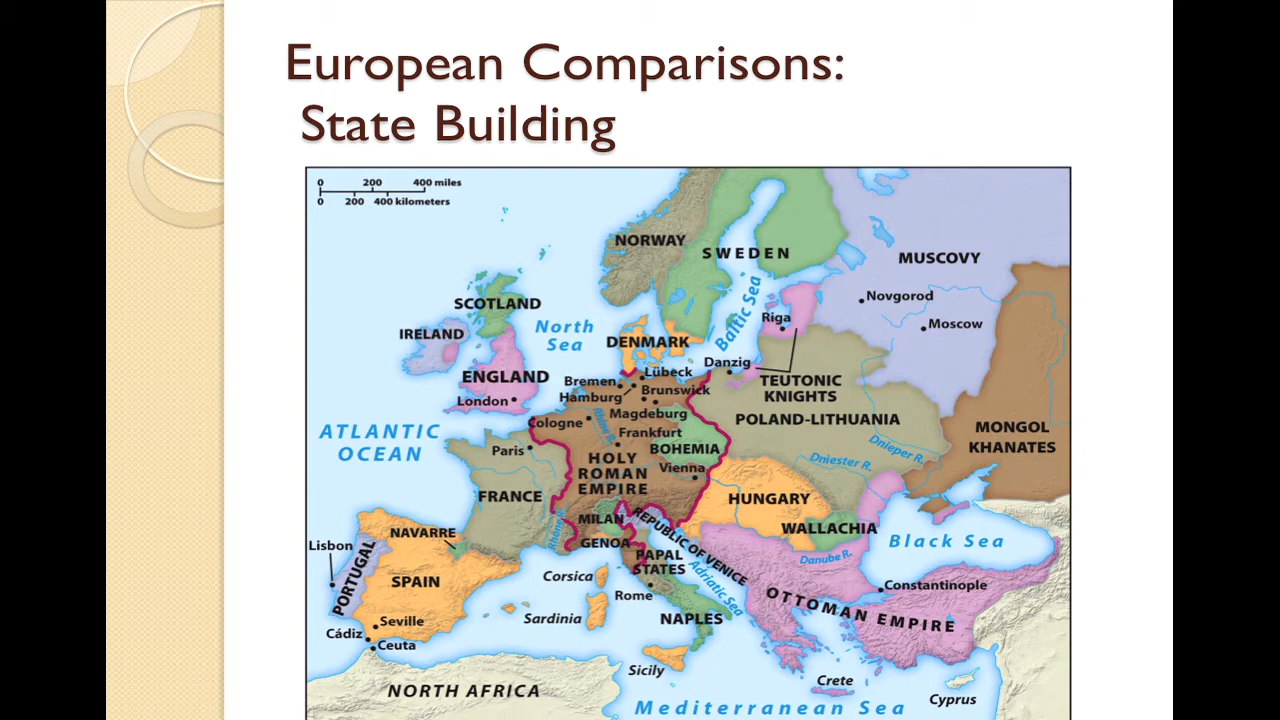 European Comparisons:
State Building
0 200 400 miles
0 200 400 kilometers
NORWAY
SWEDEN
MUSCOVY
Novgorod
Moscow
SCOTLAND
IRELAND
North
Sea
Baltic Sea
Riga
DENMARK
ENGLAND
London
Lübeck
Danzig
Bremen
Hamburg
Brunswick
TEUTONIC
KNIGHTS
Magdeburg
POLAND-LITHUANIA
Cologne
Rhine R.
Frankfurt
MONGOL
KHANATES
ATLANTIC
OCEAN
Paris
BOHEMIA
HOLY
ROMAN
EMPIRE
Vienna
Dnieper R.
Dniester R.
FRANCE
HUNGARY
MILAN
REPUBLIC OF VENICE
WALLACHIA
NAVARRE
Rhone R.
GENOA
Black Sea
Lisbon
PORTUGAL
PAPAL
STATES
Danube R.
SPAIN
Corsica
Rome
Adriatic Sea
Constantinople
OTTOMAN EMPIRE
Sardinia
NAPLES
Seville
Cádiz
Ceuta
Sicily
Crete
NORTH AFRICA
Cyprus
Mediterranean Sea